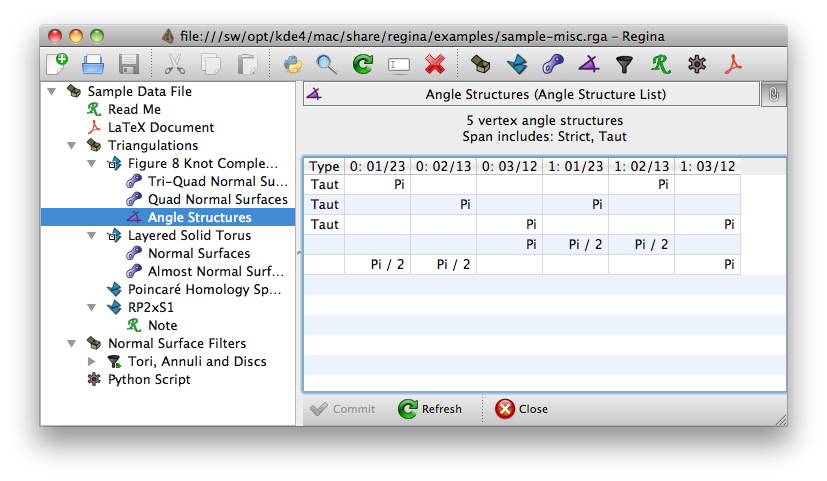 file:///sw/opt/kde4/mac/share/regina/examples/sample-misc.rga – Regina
Sample Data File
Read Me
LaTeX Document
Triangulations
Figure 8 Knot Comple...
Tri-Quad Normal Su...
Quad Normal Surfaces
Angle Structures
Layered Solid Torus
Normal Surfaces
Almost Normal Surf...
Poincaré Homology Sp...
RP2xS1
Note
Normal Surface Filters
Tori, Annuli and Discs
Python Script
Angle Structures (Angle Structure List)
5 vertex angle structures
Span includes: Strict, Taut
Type 0: 01/23 0: 02/13 0: 03/12 1: 01/23 1: 02/13 1: 03/12
Taut Pi Pi
Taut Pi Pi
Taut Pi Pi
Pi Pi / 2 Pi / 2
Pi / 2 Pi / 2 Pi
Commit Refresh Close